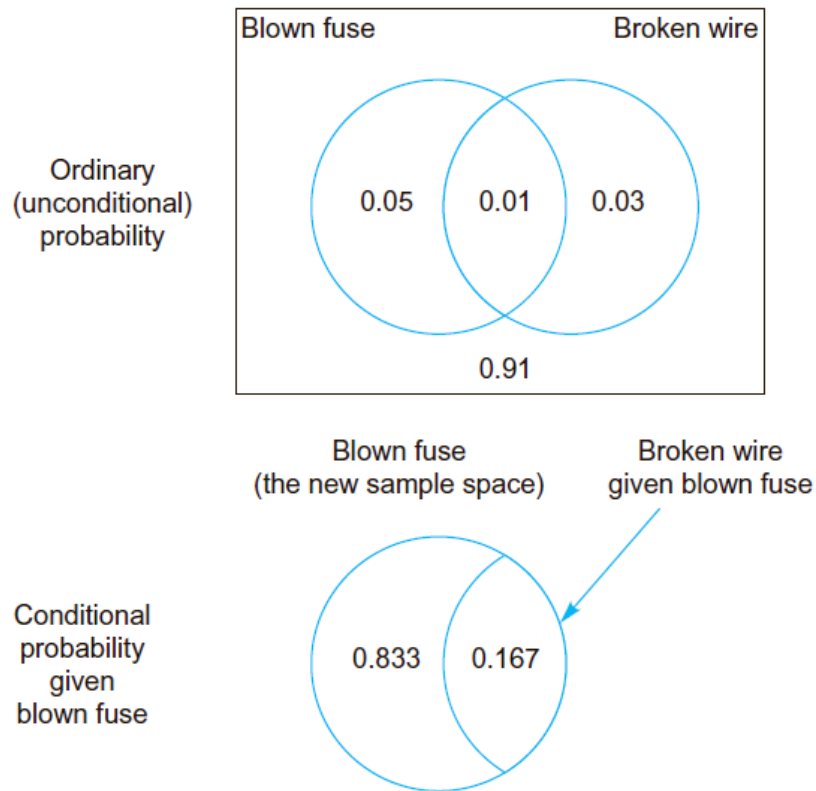 Blown fuse
Broken wire
Ordinary
(unconditional)
probability
0.05
0.01
0.03
0.91
Blown fuse
(the new sample space)
Broken wire
given blown fuse
Conditional
probability
given
blown fuse
0.833
0.167